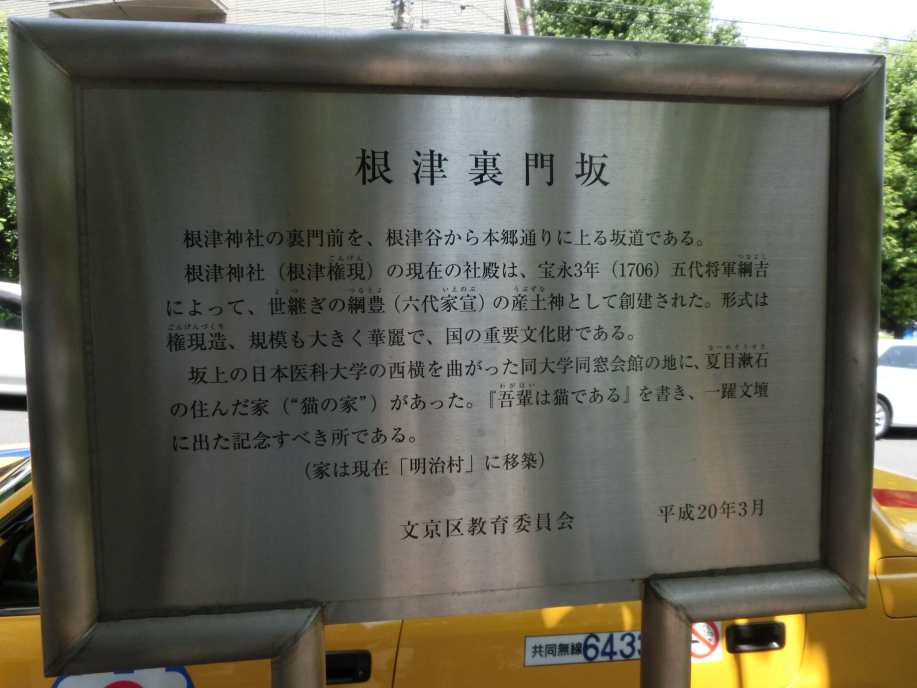 根津裏門坂
根津神社の裏門前を、根津谷から本郷通りに上る坂道である。
根津神社（根津権現）の現在の社殿は、宝永3年（1706）五代将軍綱吉
によって、世継ぎの綱豊（六代家宣）の産土神として創建された。形式は
権現造、規模も大きく華麗で、国の重要文化財である。
坂上の日本医科大学の西横を曲がった同大学同窓会館の地に、夏目漱石
の住んだ家（“猫の家”）があった。『吾輩は猫である』を書き、一躍文壇
に出た記念すべき所である。
（家は現在「明治村」に移築）
文京区教育委員会 平成20年3月
共同無線 6433